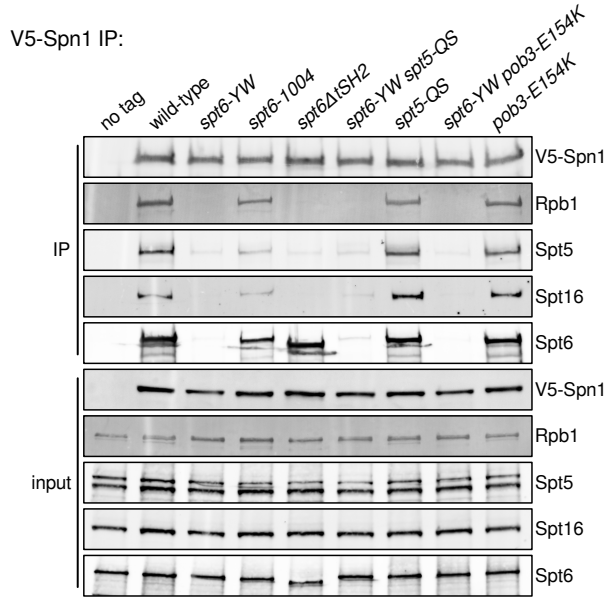 V5-Spn1 IP:
no tag
wild-type
spt6-YW
spt6-1004
spt6ΔtSH2
spt6-YW spt5-QS
spt5-QS
spt6-YW pob3-E154K
pob3-E154K
IP
V5-Spn1
Rpb1
Spt5
Spt16
Spt6
input
V5-Spn1
Rpb1
Spt5
Spt16
Spt6